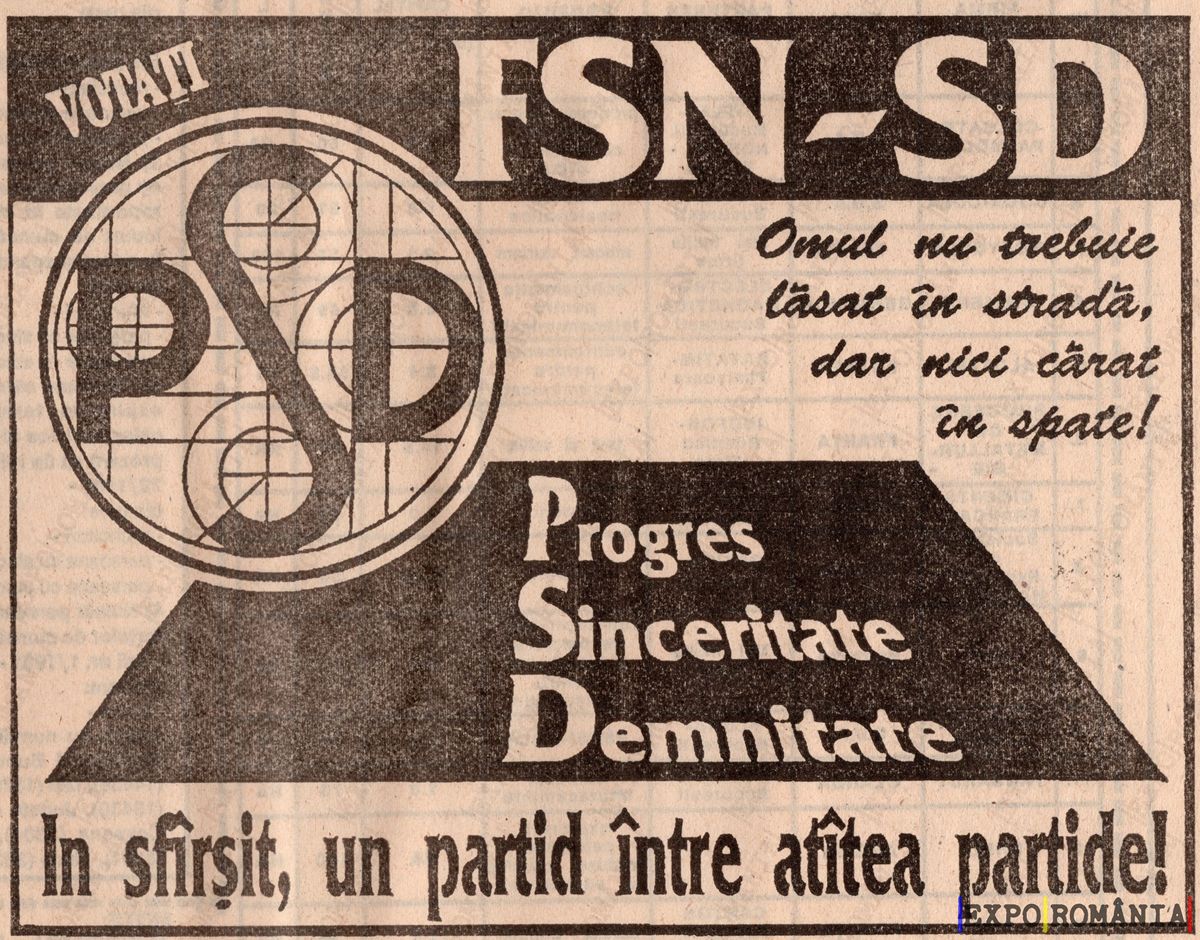 VOTAȚI
FSN-SD
PSD
Omul nu trebuie
lăsat în stradă,
dar nici cărat
în spate!
Progres
Sinceritate
Demnitate
In sfîrșit, un partid între atîtea partide!
EXPO ROMÂNIA